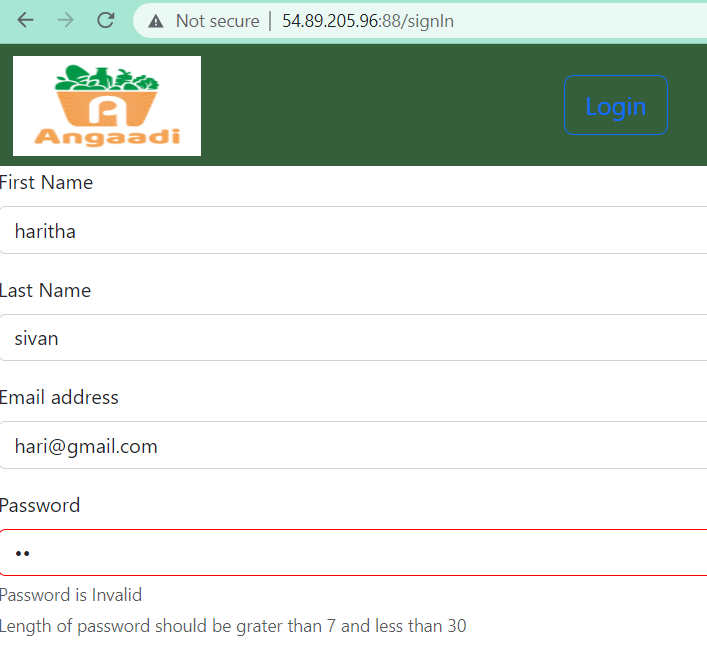 Not secure | 54.89.205.96:88/signIn
Angaadi
Login
First Name
haritha
Last Name
sivan
Email address
hari@gmail.com
Password
••
Password is Invalid
Length of password should be grater than 7 and less than 30